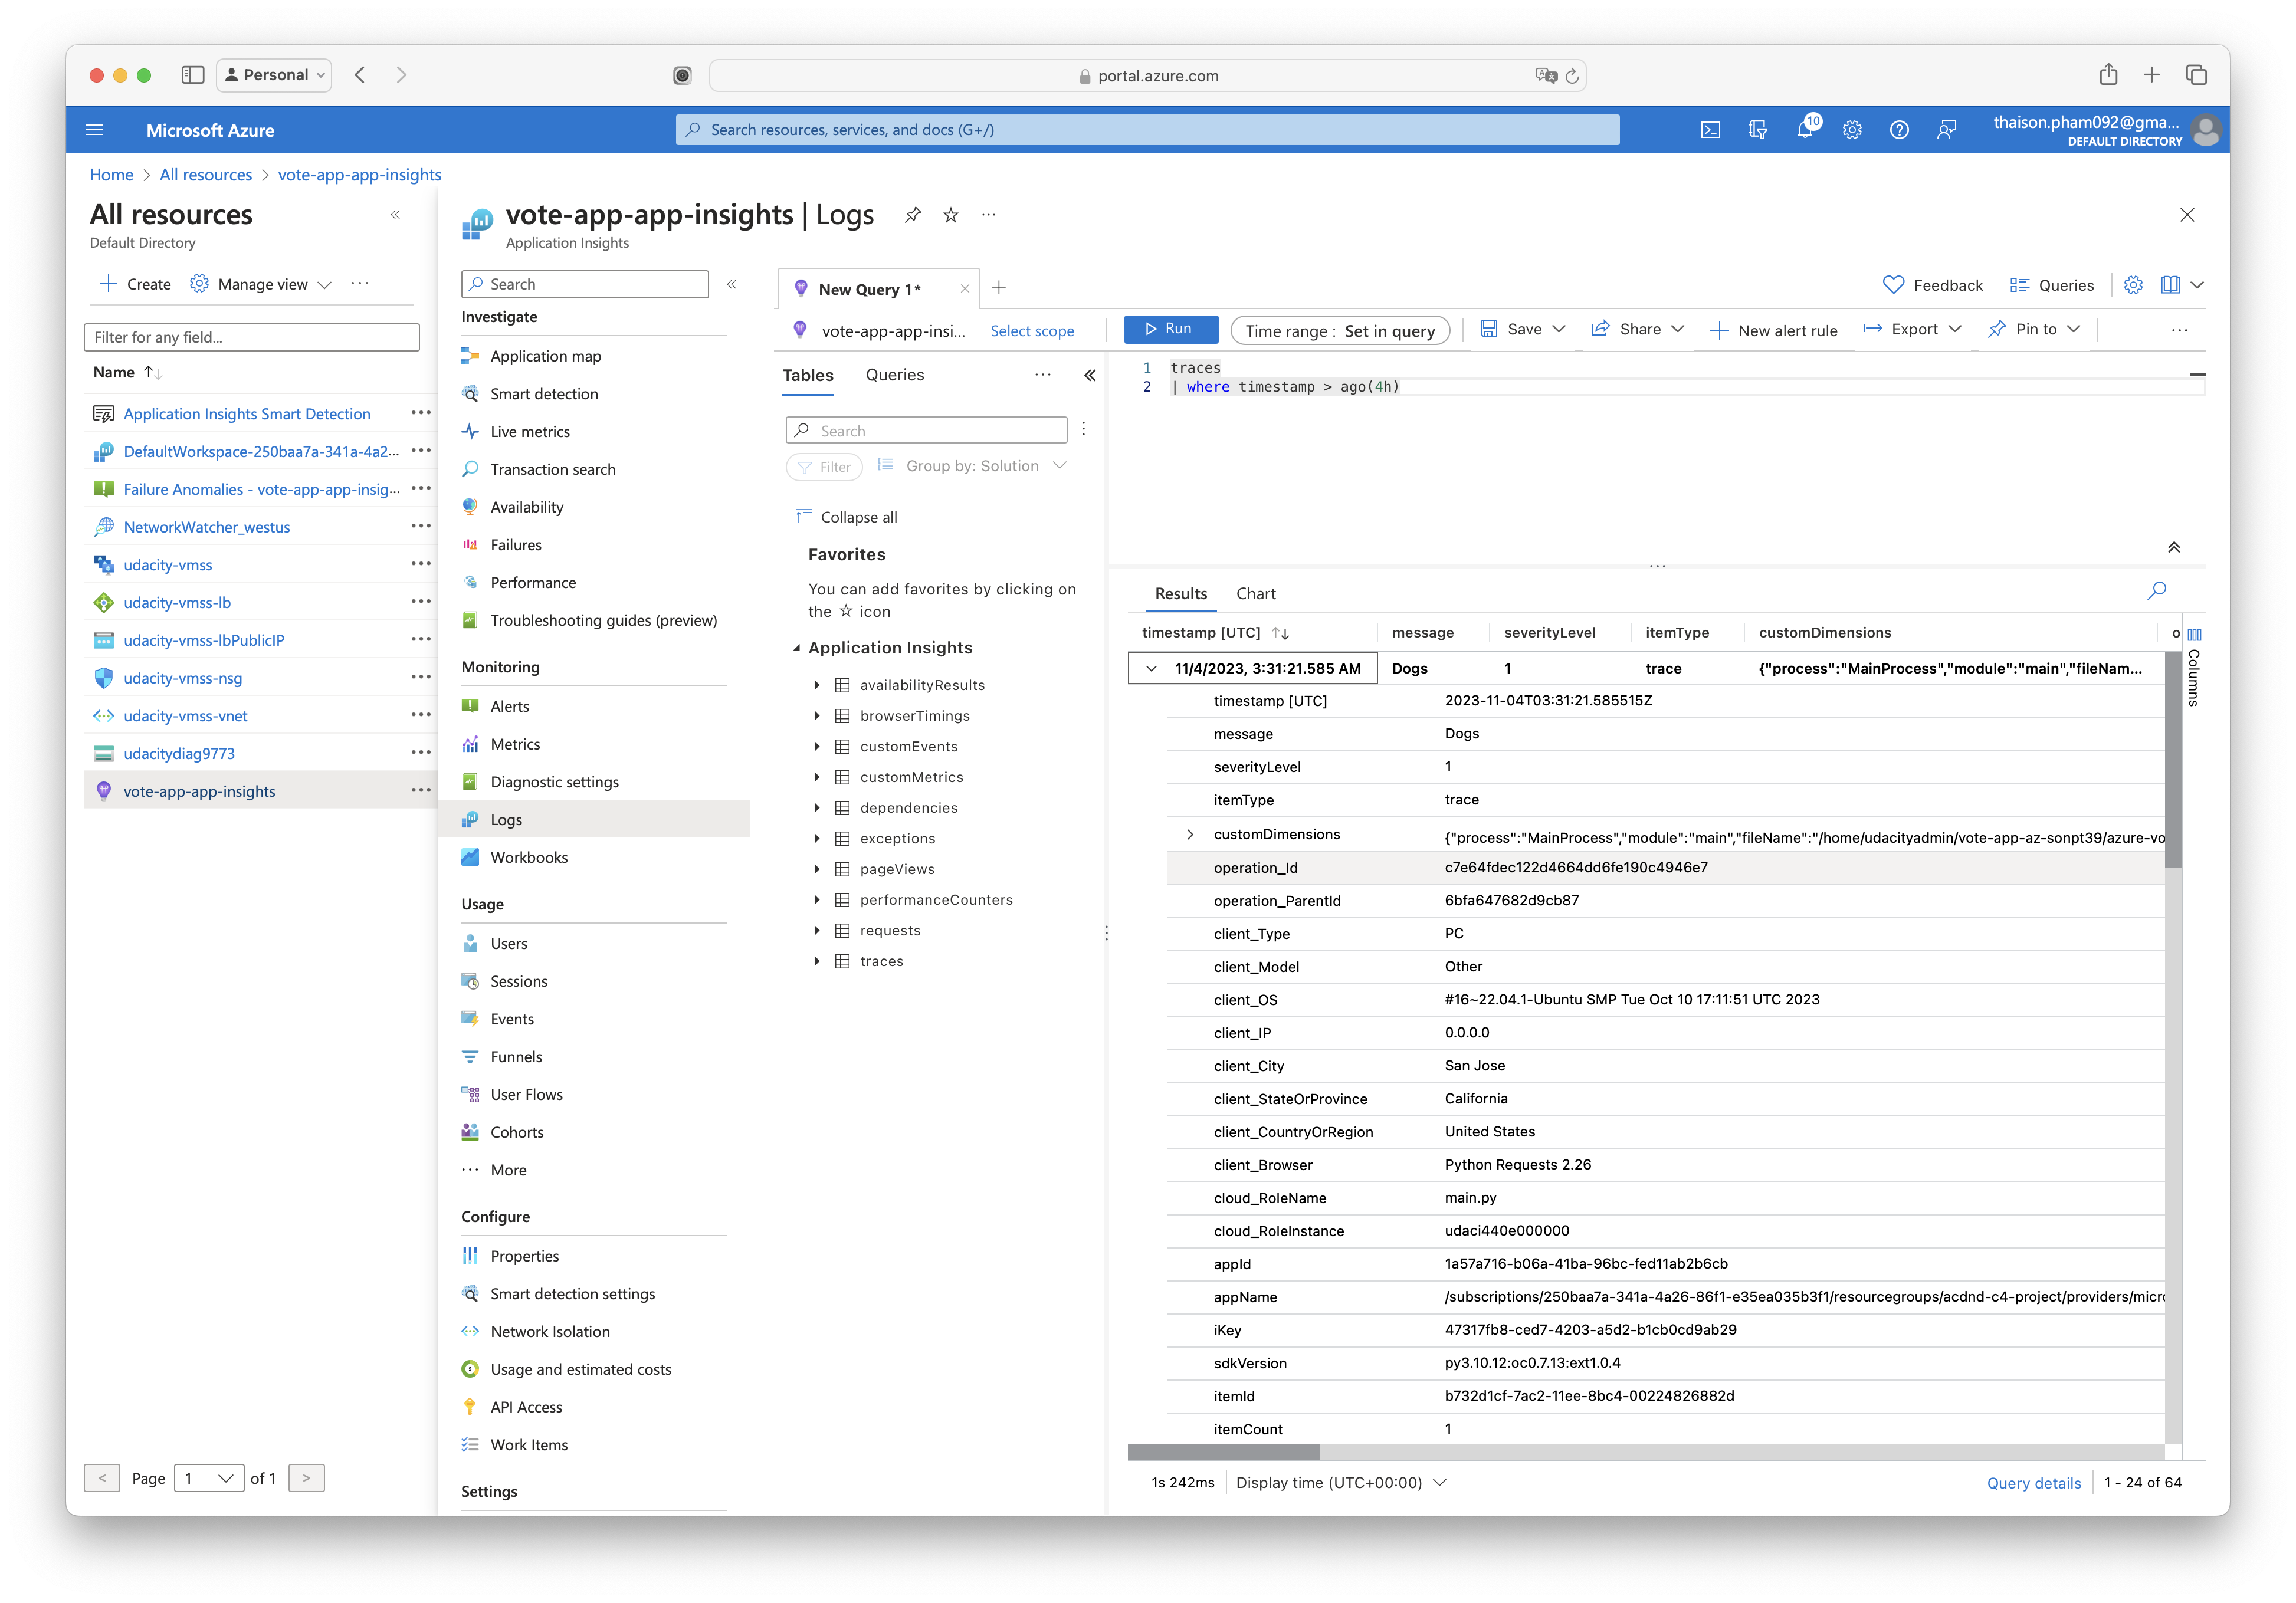 Personal
portal.azure.com
Microsoft Azure
Search resources, services, and docs (G+/)
10
thaison.pham092@gma...
DEFAULT DIRECTORY
Home > All resources > vote-app-app-insights
All resources
Default Directory
Create
Manage view
Filter for any field...
Name
Application Insights Smart Detection
DefaultWorkspace-250baa7a-341a-4a2...
Failure Anomalies - vote-app-app-insig...
NetworkWatcher_westus
udacity-vmss
udacity-vmss-lb
udacity-vmss-lbPublicIP
udacity-vmss-nsg
udacity-vmss-vnet
udacitydiag9773
vote-app-app-insights
< Page 1 of 1 >
vote-app-app-insights | Logs
Application Insights
Search
Investigate
Application map
Smart detection
Live metrics
Transaction search
Availability
Failures
Performance
Troubleshooting guides (preview)
Monitoring
Alerts
Metrics
Diagnostic settings
Logs
Workbooks
Usage
Users
Sessions
Events
Funnels
User Flows
Cohorts
More
Configure
Properties
Smart detection settings
Network Isolation
Usage and estimated costs
API Access
Work Items
Settings
New Query 1*
Feedback
Queries
vote-app-app-insi...
Select scope
Run
Time range : Set in query
Save
Share
New alert rule
Export
Pin to
Tables
Queries
Search
Filter
Group by: Solution
Collapse all
Favorites
You can add favorites by clicking on
the ☆ icon
Application Insights
availabilityResults
browserTimings
customEvents
customMetrics
dependencies
exceptions
pageViews
performanceCounters
requests
traces
1 traces
2 | where timestamp > ago(4h)
Results
Chart
timestamp [UTC] message severityLevel itemType customDimensions o
Columns
11/4/2023, 3:31:21.585 AM Dogs 1 trace {"process":"MainProcess","module":"main","fileNam...
timestamp [UTC] 2023-11-04T03:31:21.585515Z
message Dogs
severityLevel 1
itemType trace
customDimensions {"process":"MainProcess","module":"main","fileName":"/home/udacityadmin/vote-app-az-sonpt39/azure-vo
operation_Id c7e64fdec122d4664dd6fe190c4946e7
operation_ParentId 6bfa647682d9cb87
client_Type PC
client_Model Other
client_OS #16~22.04.1-Ubuntu SMP Tue Oct 10 17:11:51 UTC 2023
client_IP 0.0.0.0
client_City San Jose
client_StateOrProvince California
client_CountryOrRegion United States
client_Browser Python Requests 2.26
cloud_RoleName main.py
cloud_RoleInstance udaci440e000000
appId 1a57a716-b06a-41ba-96bc-fed11ab2b6cb
appName /subscriptions/250baa7a-341a-4a26-86f1-e35ea035b3f1/resourcegroups/acdnd-c4-project/providers/micro
iKey 47317fb8-ced7-4203-a5d2-b1cb0cd9ab29
sdkVersion py3.10.12:oc0.7.13:ext1.0.4
itemId b732d1cf-7ac2-11ee-8bc4-00224826882d
itemCount 1
1s 242ms
Display time (UTC+00:00)
Query details
1 - 24 of 64